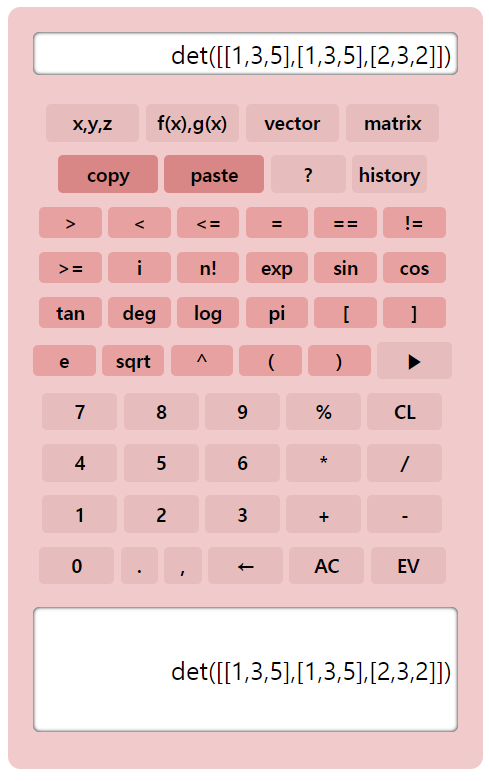 det([[1,3,5],[1,3,5],[2,3,2]])
x,y,z f(x),g(x) vector matrix
copy paste ? history
> < <= = == !=
>= i n! exp sin cos
tan deg log pi [ ]
e sqrt ^ ( ) ▶
7 8 9 % CL
4 5 6 * /
1 2 3 + -
0 . , ← AC EV
det([[1,3,5],[1,3,5],[2,3,2]])